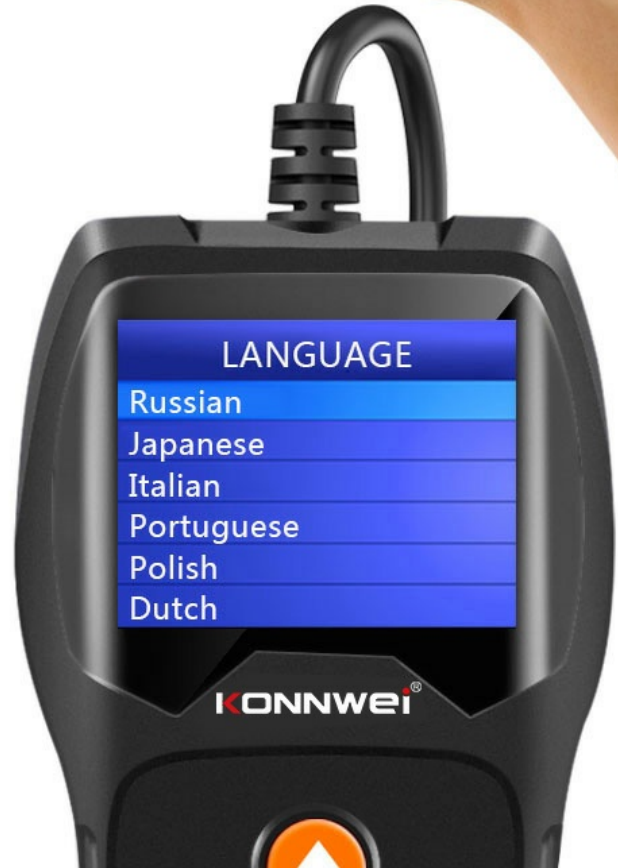 LANGUAGE
Russian
Japanese
Italian
Portuguese
Polish
Dutch
KONNWEI®